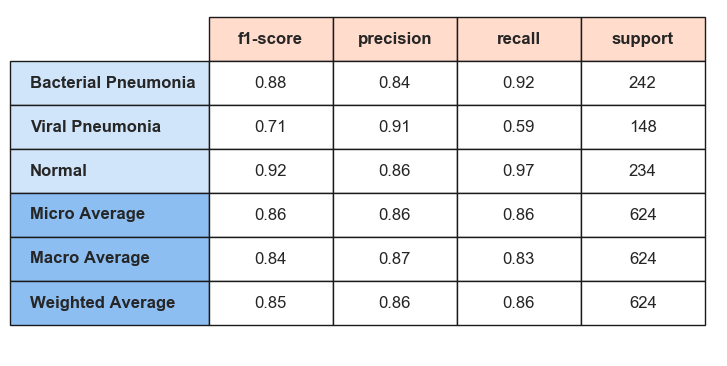 f1-score precision recall support
Bacterial Pneumonia 0.88 0.84 0.92 242
Viral Pneumonia 0.71 0.91 0.59 148
Normal 0.92 0.86 0.97 234
Micro Average 0.86 0.86 0.86 624
Macro Average 0.84 0.87 0.83 624
Weighted Average 0.85 0.86 0.86 624